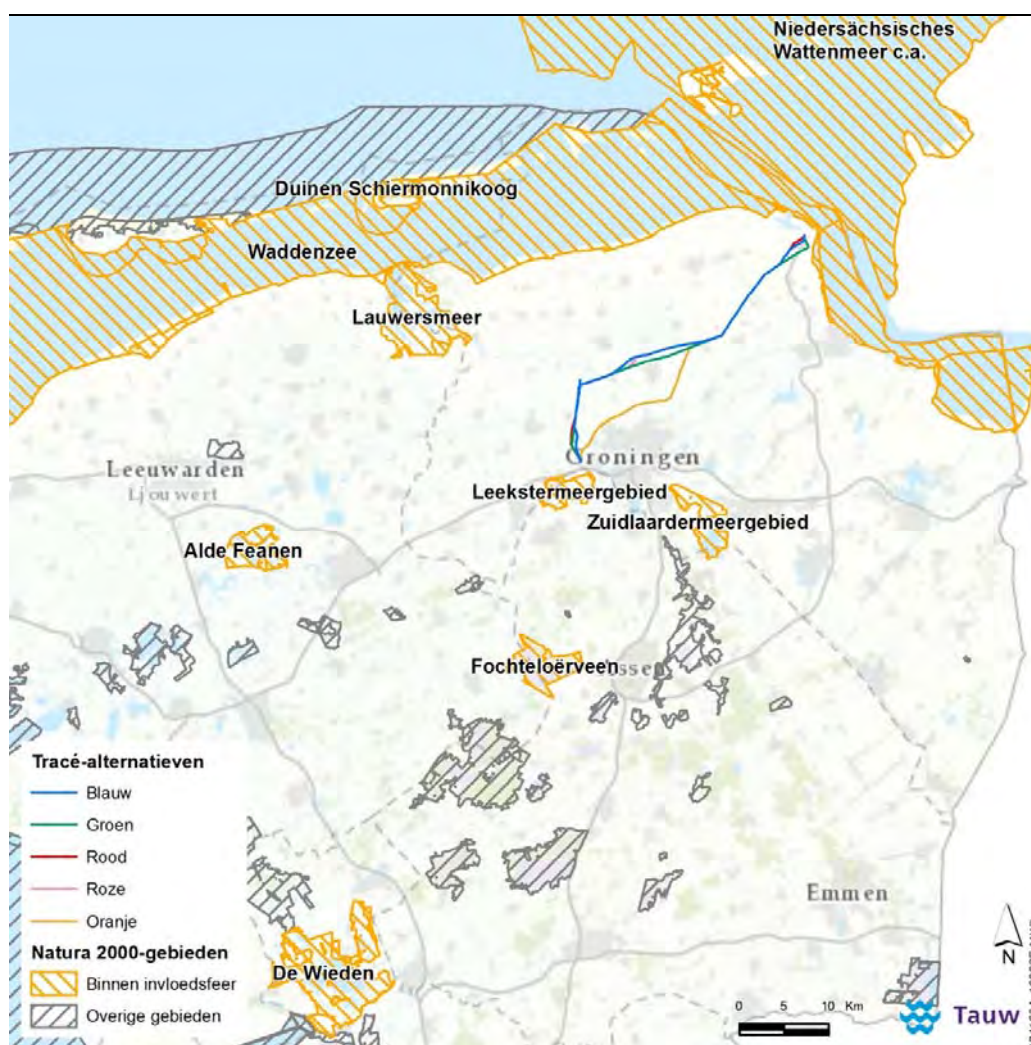 Niedersächsisches
Wattenmeer c.a.
Duinen Schiermonnikoog
Waddenzee
Lauwersmeer
Groningen
Leeuwarden
Ljouwert
Leekstermeergebied
Zuidlaardermeergebied
Alde Feanen
Fochteloërveen
ssen
Tracé-alternatieven
Blauw
Groen
Rood
Roze
Oranje
Emmen
Natura 2000-gebieden
Binnen invloedsfeer
Overige gebieden
De Wieden
N
0 5 10 Km
Tauw